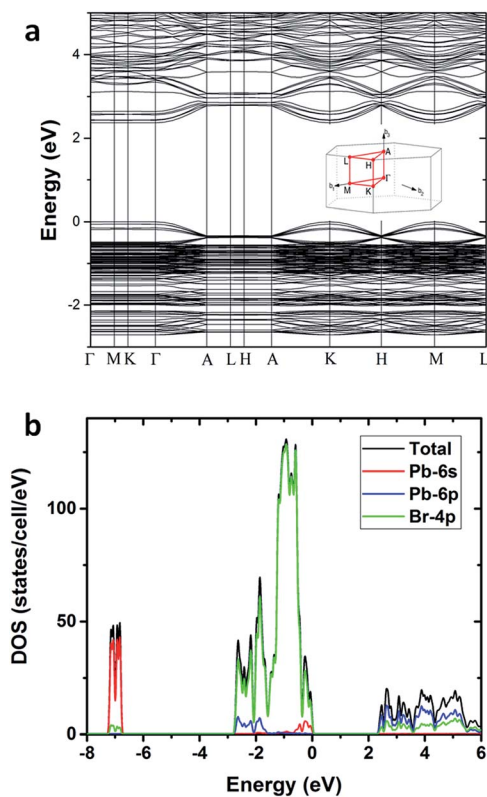 a
Energy (eV)
4
2
0
-2
A
L
H
Γ
M
K
b3
b1
b2
Γ M K Γ A L H A K H M L
b
DOS (states/cell/eV)
100
50
0
Total
Pb-6s
Pb-6p
Br-4p
-8 -6 -4 -2 0 2 4 6
Energy (eV)